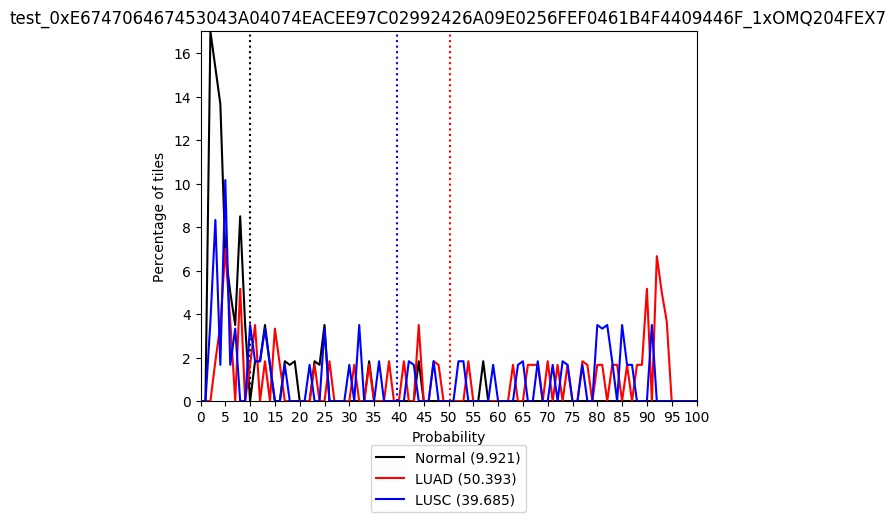 test_0xE674706467453043A04074EACEE97C02992426A09E0256FEF0461B4F4409446F_1xOMQ204FEX7
16
14
12
10
8
6
4
2
0
Percentage of tiles
0 5 10 15 20 25 30 35 40 45 50 55 60 65 70 75 80 85 90 95 100
Probability
Normal (9.921)
LUAD (50.393)
LUSC (39.685)